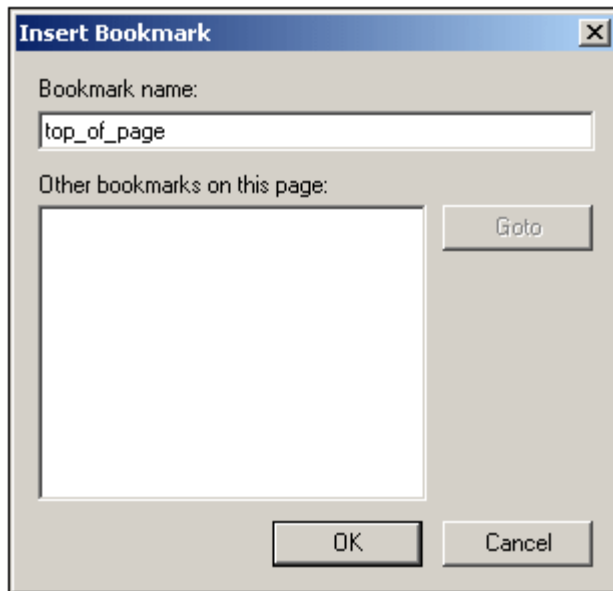 Insert Bookmark
Bookmark name:
top_of_page
Other bookmarks on this page:
Goto
OK
Cancel